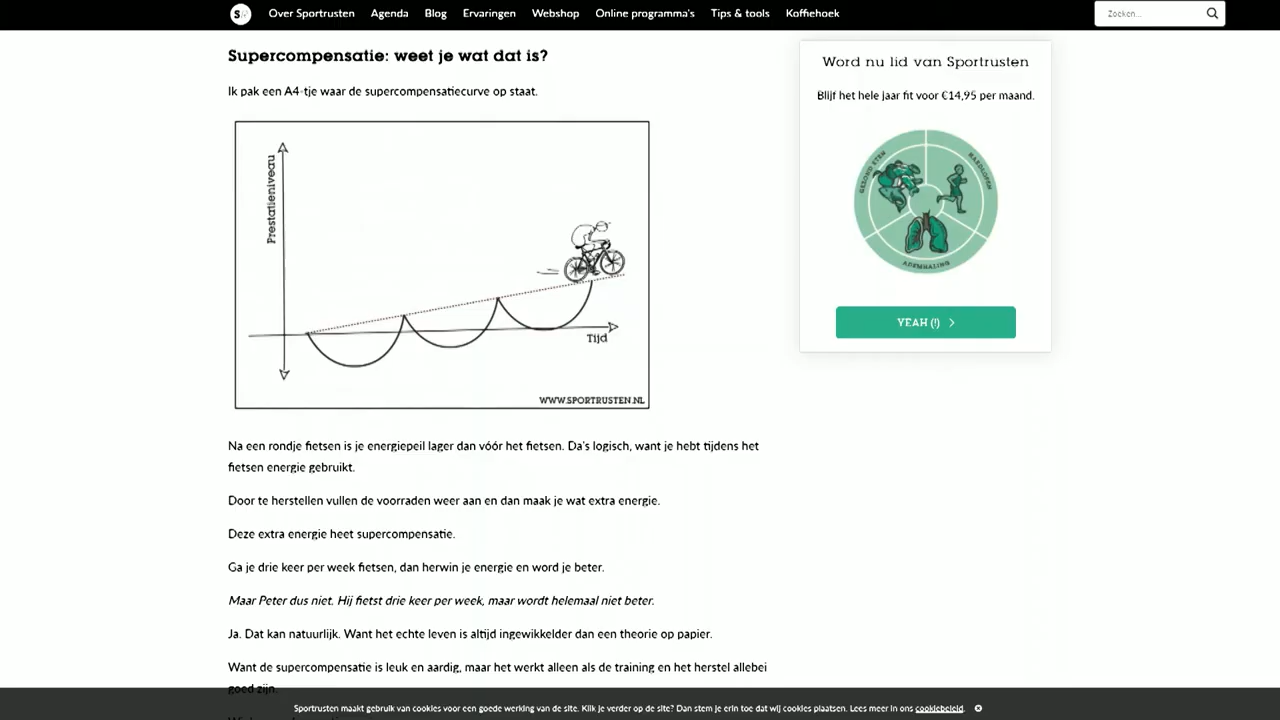 Over Sportrusten Agenda Blog Ervaringen Webshop Online programma's Tips & tools Koffiehoek Zoeken...
Supercompensatie: weet je wat dat is?
Ik pak een A4-tje waar de supercompensatiecurve op staat.
Prestatieniveau
Tijd
WWW.SPORTRUSTEN.NL
Na een rondje fietsen is je energiepeil lager dan vóór het fietsen. Da's logisch, want je hebt tijdens het
fietsen energie gebruikt.
Door te herstellen vullen de voorraden weer aan en dan maak je wat extra energie.
Deze extra energie heet supercompensatie.
Ga je drie keer per week fietsen, dan herwin je energie en word je beter.
Maar Peter dus niet. Hij fietst drie keer per week, maar wordt helemaal niet beter.
Ja. Dat kan natuurlijk. Want het echte leven is altijd ingewikkelder dan een theorie op papier.
Want de supercompensatie is leuk en aardig, maar het werkt alleen als de training en het herstel allebei
goed zijn.
Word nu lid van Sportrusten
Blijf het hele jaar fit voor €14,95 per maand.
GEZOND ETEN
HARDLOPEN
ADEMHALING
YEAH (!)
Sportrusten maakt gebruik van cookies voor een goede werking van de site. Klik je verder op de site? Dan stem je erin toe dat wij cookies plaatsen. Lees meer in ons cookiebeleid.